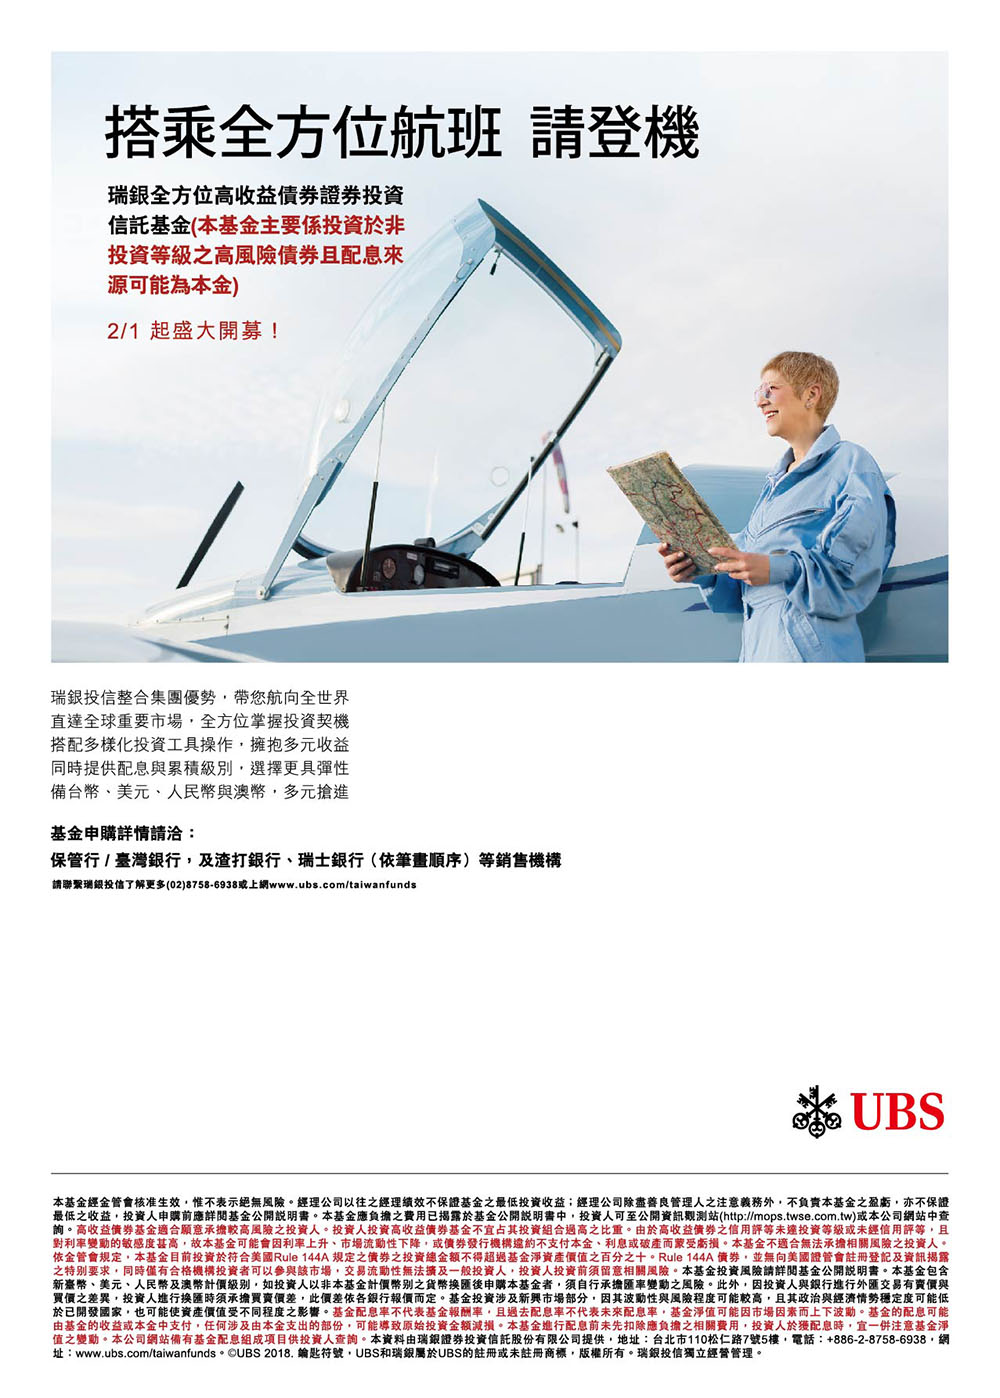 搭乘全方位航班 請登機
瑞銀全方位高收益債券證券投資
信託基金(本基金主要係投資於非
投資等級之高風險債券且配息來
源可能為本金)
2/1 起盛大開募！
瑞銀投信整合集團優勢，帶您航向全世界
直達全球重要市場，全方位掌握投資契機
搭配多樣化投資工具操作，擁抱多元收益
同時提供配息與累積級別，選擇更具彈性
備台幣、美元、人民幣與澳幣，多元搶進
基金申購詳情請洽：
保管行 / 臺灣銀行，及渣打銀行、瑞士銀行（依筆畫順序）等銷售機構
請聯繫瑞銀投信了解更多(02)8758-6938或上網www.ubs.com/taiwanfunds
UBS
本基金經金管會核准生效，惟不表示絕無風險。經理公司以往之經理績效不保證基金之最低投資收益；經理公司除盡善良管理人之注意義務外，不負責本基金之盈虧，亦不保證
最低之收益，投資人申購前應詳閱基金公開說明書。本基金應負擔之費用已揭露於基金公開說明書中，投資人可至公開資訊觀測站(http://mops.twse.com.tw)或本公司網站中查
詢。高收益債券基金適合願意承擔較高風險之投資人。投資人投資高收益債券基金不宜占其投資組合過高之比重。由於高收益債券之信用評等未達投資等級或未經信用評等，且
對利率變動的敏感度甚高，故本基金可能會因利率上升、市場流動性下降，或債券發行機構違約不支付本金、利息或破產而蒙受虧損。本基金不適合無法承擔相關風險之投資人。
依金管會規定，本基金目前投資於符合美國Rule 144A 規定之債券之投資總金額不得超過基金淨資產價值之百分之十。Rule 144A 債券，並無向美國證管會註冊登記及資訊揭露
之特別要求，同時僅有合格機構投資者可以參與該市場，交易流動性無法擴及一般投資人，投資人投資前須留意相關風險。本基金投資風險請詳閱基金公開說明書。本基金包含
新臺幣、美元、人民幣及澳幣計價級別，如投資人以非本基金計價幣別之貨幣換匯後申購本基金者，須自行承擔匯率變動之風險。此外，因投資人與銀行進行外匯交易有賣價與
買價之差異，投資人進行換匯時須承擔買賣價差，此價差依各銀行報價而定。基金投資涉及新興市場部分，因其波動性與風險程度可能較高，且其政治與經濟情勢穩定度可能低
於已開發國家，也可能使資產價值受不同程度之影響。基金配息率不代表基金報酬率，且過去配息率不代表未來配息率，基金淨值可能因市場因素而上下波動。基金的配息可能
由基金的收益或本金中支付，任何涉及由本金支出的部份，可能導致原始投資金額減損。本基金進行配息前未先扣除應負擔之相關費用，投資人於獲配息時，宜一併注意基金淨
值之變動。本公司網站備有基金配息組成項目供投資人查詢。本資料由瑞銀證券投資信託股份有限公司提供，地址：台北市110松仁路7號5樓，電話：+886-2-8758-6938，網
址：www.ubs.com/taiwanfunds。©UBS 2018. 鑰匙符號，UBS和瑞銀屬於UBS的註冊或未註冊商標，版權所有。瑞銀投信獨立經營管理。